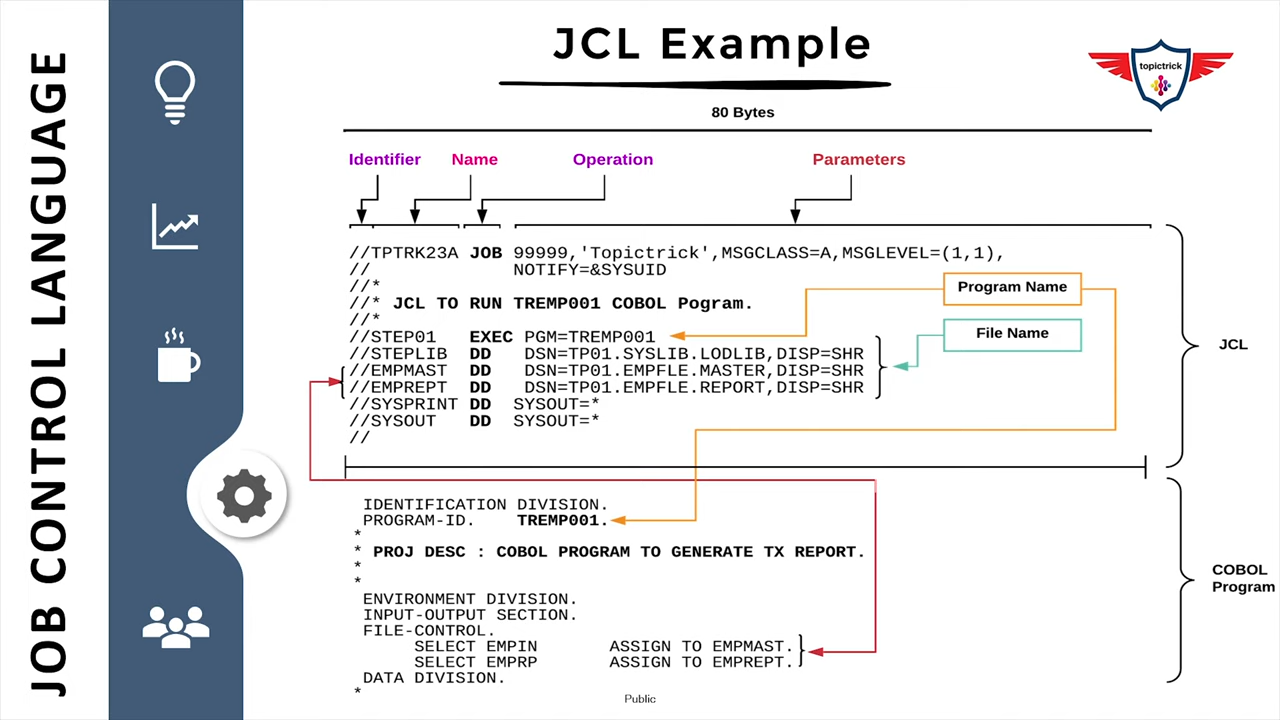 JOB CONTROL LANGUAGE
JCL Example
topictrick
80 Bytes
Identifier Name Operation Parameters
//TPTRK23A JOB 99999,'Topictrick',MSGCLASS=A,MSGLEVEL=(1,1),
// NOTIFY=&SYSUID
//*
//* JCL TO RUN TREMP001 COBOL Pogram.
//*
//STEP01 EXEC PGM=TREMP001
//STEPLIB DD DSN=TP01.SYSLIB.LODLIB,DISP=SHR
//EMPMAST DD DSN=TP01.EMPFLE.MASTER,DISP=SHR
//EMPREPT DD DSN=TP01.EMPFLE.REPORT,DISP=SHR
//SYSPRINT DD SYSOUT=*
//SYSOUT DD SYSOUT=*
//
Program Name
File Name
JCL
IDENTIFICATION DIVISION.
PROGRAM-ID. TREMP001.
*
* PROJ DESC : COBOL PROGRAM TO GENERATE TX REPORT.
*
*
ENVIRONMENT DIVISION.
INPUT-OUTPUT SECTION.
FILE-CONTROL.
SELECT EMPIN ASSIGN TO EMPMAST.
SELECT EMPRP ASSIGN TO EMPREPT.
DATA DIVISION.
*
COBOL
Program
Public